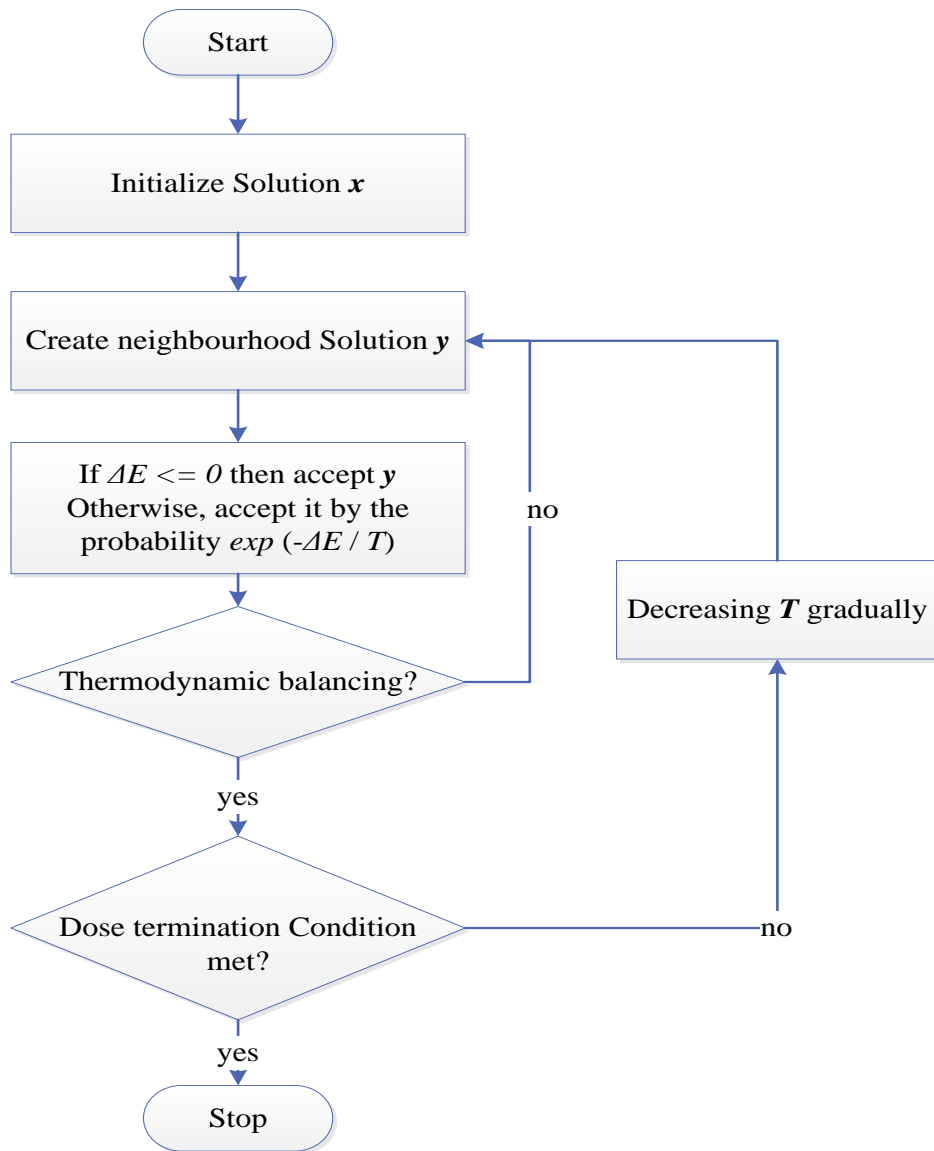 Start
Initialize Solution x
Create neighbourhood Solution y
If ΔE <= 0 then accept y
Otherwise, accept it by the
probability exp (-ΔE / T)
no
Decreasing T gradually
Thermodynamic balancing?
yes
Dose termination Condition
met?
no
yes
Stop